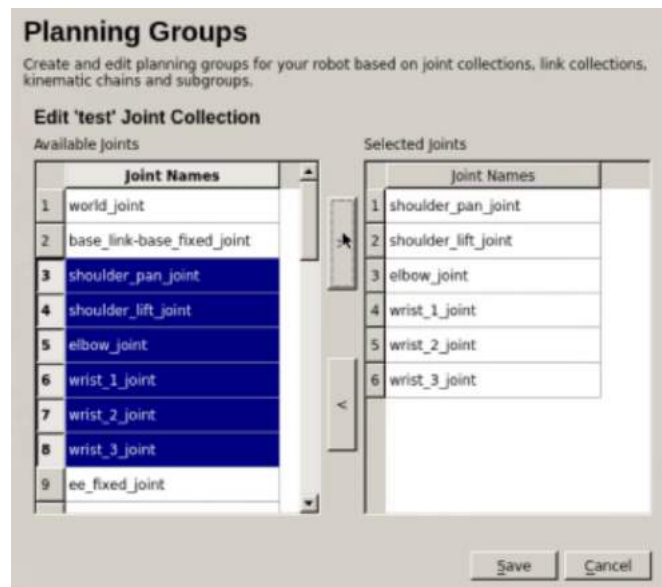 Planning Groups
Create and edit planning groups for your robot based on joint collections, link collections,
kinematic chains and subgroups.
Edit 'test' Joint Collection
Available Joints
Joint Names
1 world_joint
2 base_link-base_fixed_joint
3 shoulder_pan_joint
4 shoulder_lift_joint
5 elbow_joint
6 wrist_1_joint
7 wrist_2_joint
8 wrist_3_joint
9 ee_fixed_joint
<
Selected Joints
Joint Names
1 shoulder_pan_joint
2 shoulder_lift_joint
3 elbow_joint
4 wrist_1_joint
5 wrist_2_joint
6 wrist_3_joint
Save Cancel